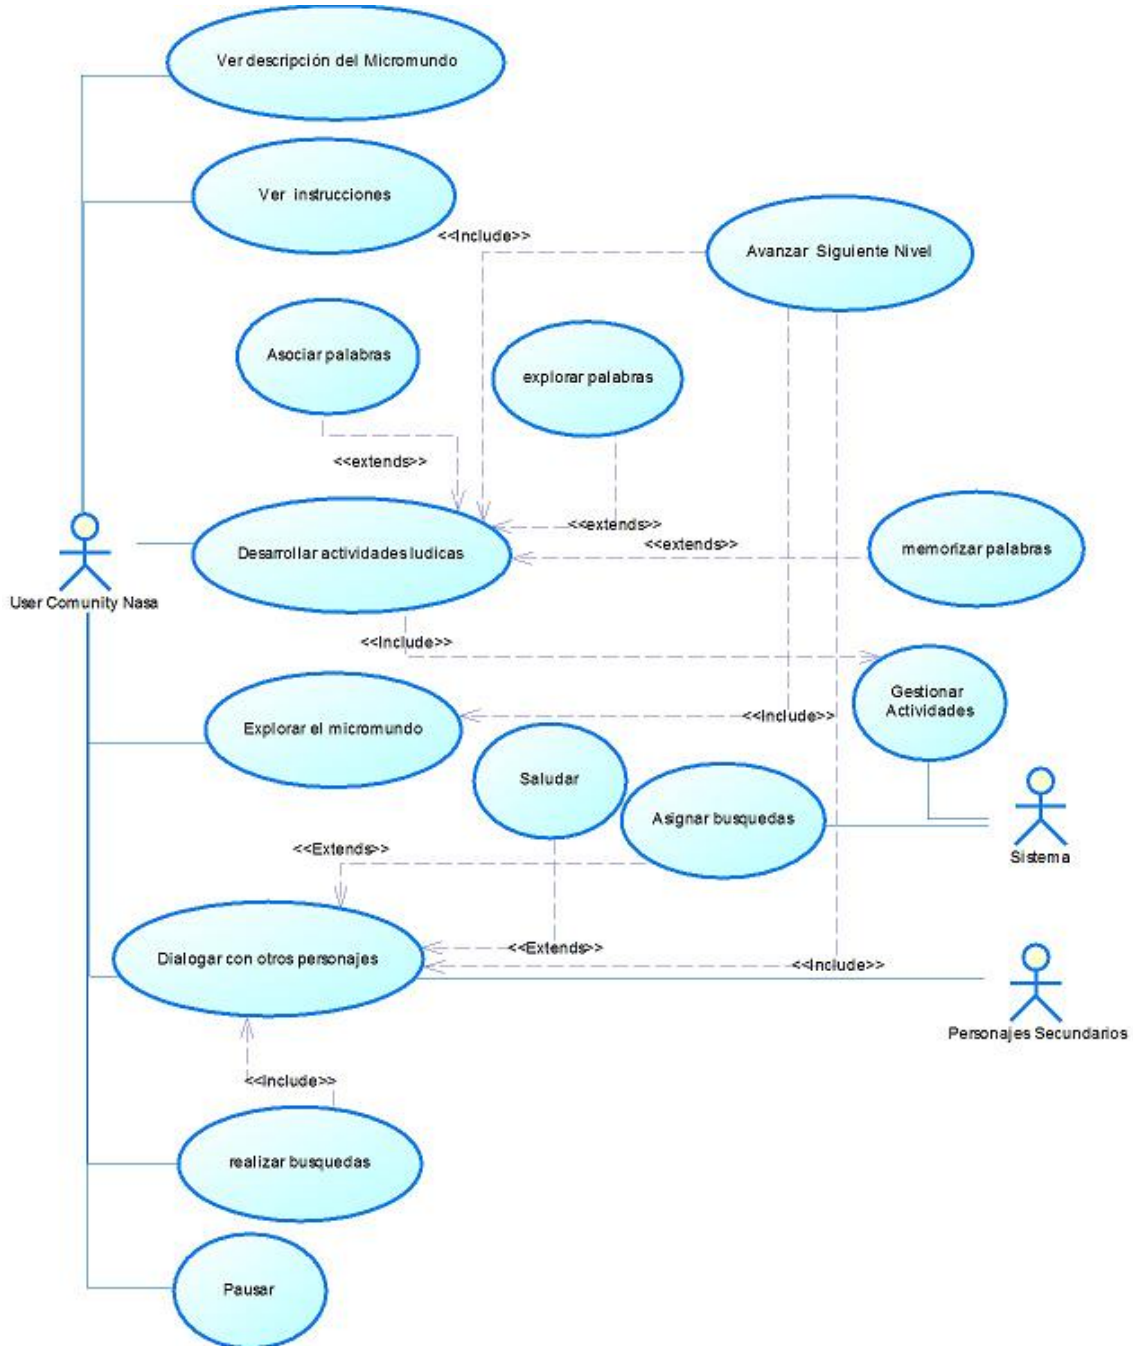 Ver descripción del Micromundo
Ver instrucciones
<<Include>>
Avanzar Siguiente Nivel
Asociar palabras
explorar palabras
<<extends>>
<<extends>>
<<extends>>
memorizar palabras
Desarrollar actividades ludicas
User Comunity Nasa
<<Include>>
Gestionar
Actividades
Explorar el micromundo
<<Include>>
Saludar
Asignar busquedas
Sistema
<<Extends>>
Dialogar con otros personajes
<<Extends>>
<<Include>>
Personajes Secundarios
<<Include>>
realizar busquedas
Pausar